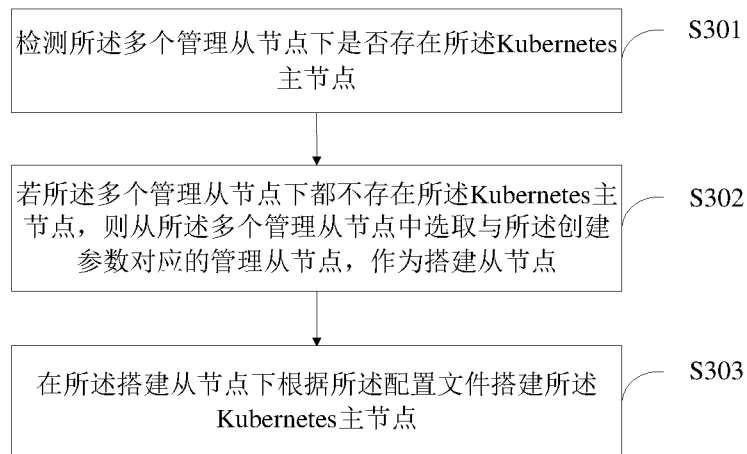 检测所述多个管理从节点下是否存在所述Kubernetes
主节点
S301
若所述多个管理从节点下都不存在所述Kubernetes主
节点，则从所述多个管理从节点中选取与所述创建
参数对应的管理从节点，作为搭建从节点
S302
在所述搭建从节点下根据所述配置文件搭建所述
Kubernetes主节点
S303